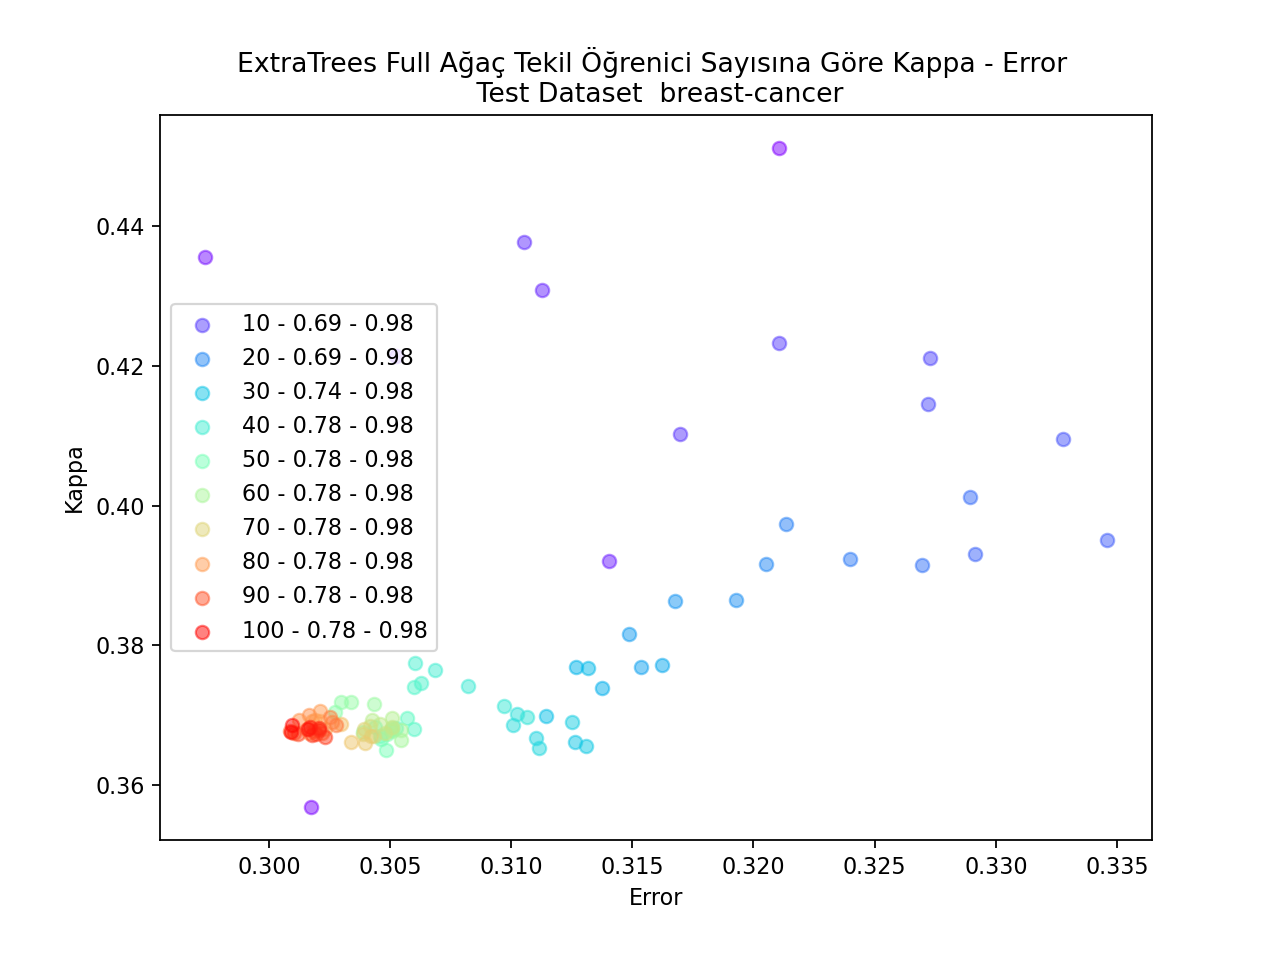 ExtraTrees Full Ağaç Tekil Öğrenici Sayısına Göre Kappa - Error
Test Dataset  breast-cancer
0.44
0.42
0.40
0.38
0.36
Kappa
10 - 0.69 - 0.98
20 - 0.69 - 0.98
30 - 0.74 - 0.98
40 - 0.78 - 0.98
50 - 0.78 - 0.98
60 - 0.78 - 0.98
70 - 0.78 - 0.98
80 - 0.78 - 0.98
90 - 0.78 - 0.98
100 - 0.78 - 0.98
0.300 0.305 0.310 0.315 0.320 0.325 0.330 0.335
Error